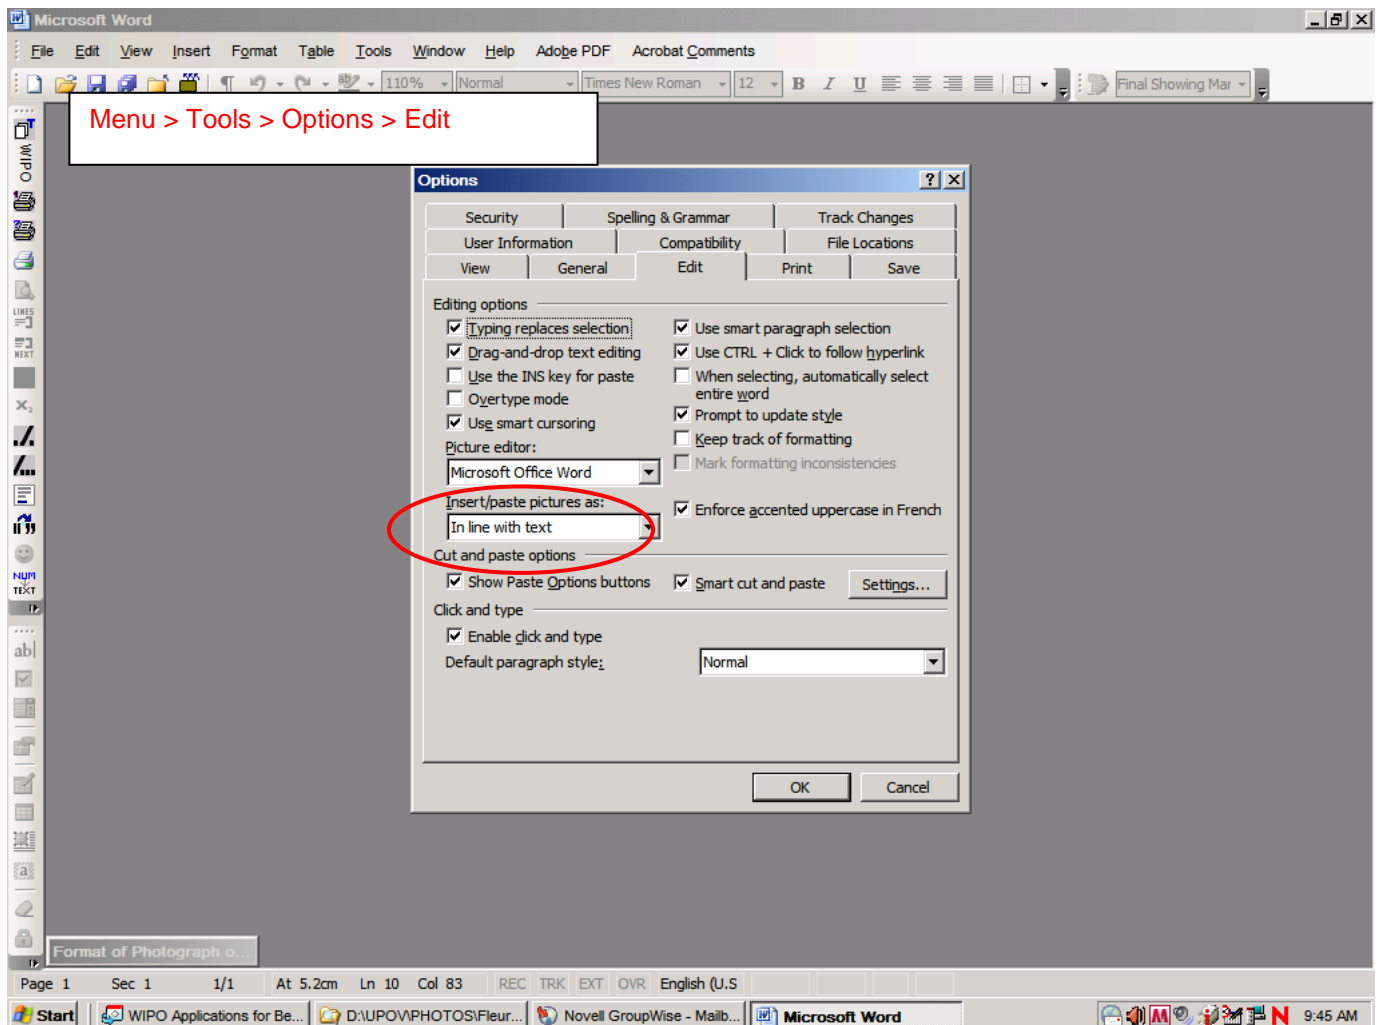 Microsoft Word
File Edit View Insert Format Table Tools Window Help Adobe PDF Acrobat Comments
110% Normal Times New Roman 12 B I U Final Showing Mar
Menu > Tools > Options > Edit
WIPO
LINES
NEXT
NUM
TEXT
Options
Security Spelling & Grammar Track Changes
User Information Compatibility File Locations
View General Edit Print Save
Editing options
Typing replaces selection
Drag-and-drop text editing
Use the INS key for paste
Overtype mode
Use smart cursoring
Picture editor:
Microsoft Office Word
Insert/paste pictures as:
In line with text
Use smart paragraph selection
Use CTRL + Click to follow hyperlink
When selecting, automatically select
entire word
Prompt to update style
Keep track of formatting
Mark formatting inconsistencies
Enforce accented uppercase in French
Cut and paste options
Show Paste Options buttons Smart cut and paste Settings...
Click and type
Enable click and type
Default paragraph style: Normal
OK Cancel
Format of Photograph o...
Page 1 Sec 1 1/1 At 5.2cm Ln 10 Col 83 REC TRK EXT OVR English (U.S
Start WIPO Applications for Be... D:\UPOV\PHOTOS\Fleur... Novell GroupWise - Mailb... Microsoft Word 9:45 AM